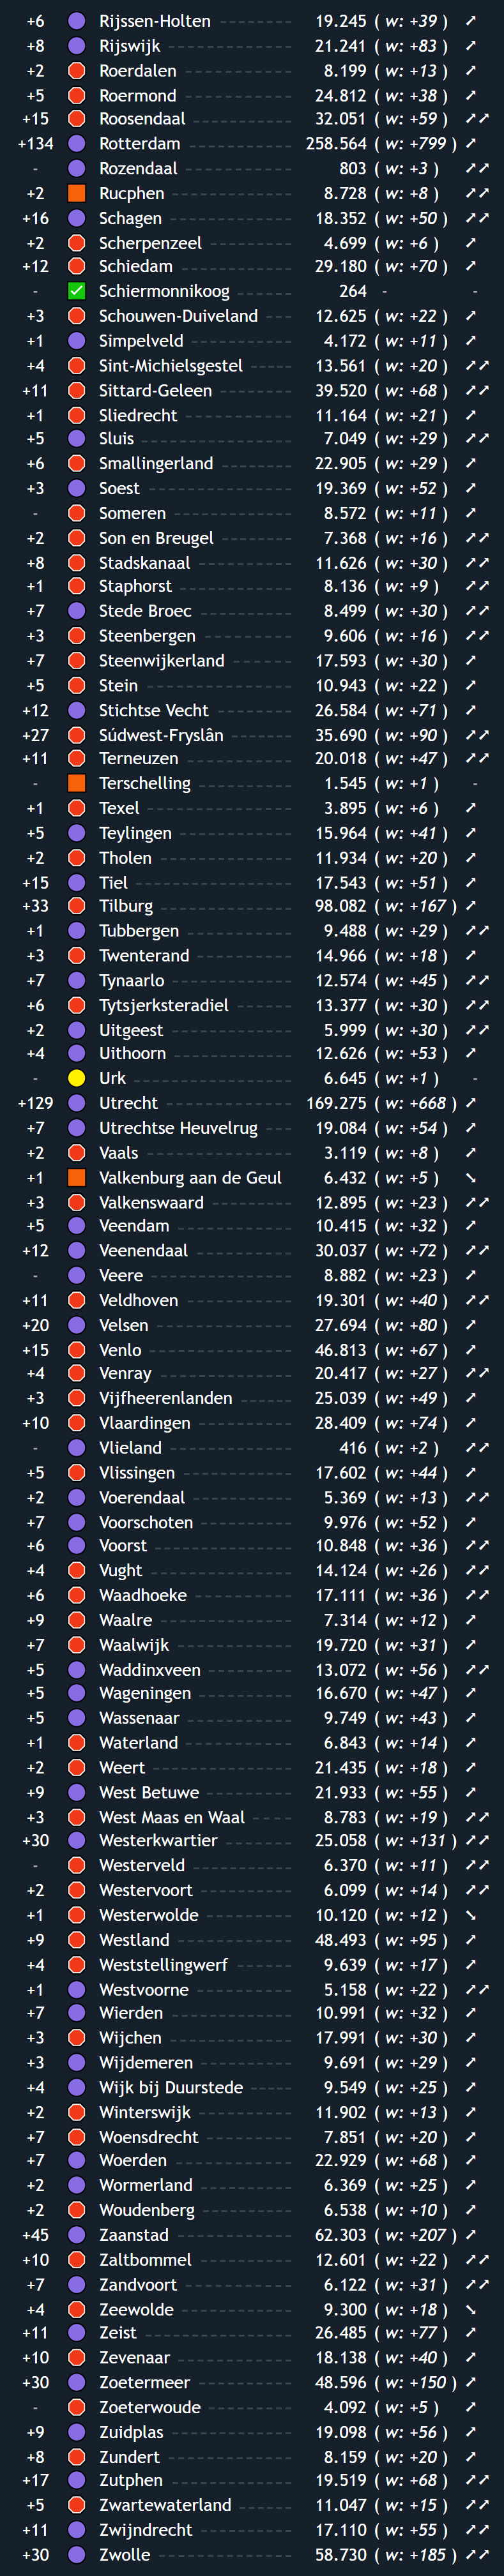 +6 Rijssen-Holten 19.245 ( w: +39 ) ➚
+8 Rijswijk 21.241 ( w: +83 ) ➚
+2 Roerdalen 8.199 ( w: +13 ) ➚
+5 Roermond 24.812 ( w: +38 ) ➚
+15 Roosendaal 32.051 ( w: +59 ) ➚➚
+134 Rotterdam 258.564 ( w: +799 ) ➚
- Rozendaal 803 ( w: +3 ) ➚➚
+2 Rucphen 8.728 ( w: +8 ) ➚➚
+16 Schagen 18.352 ( w: +50 ) ➚➚
+2 Scherpenzeel 4.699 ( w: +6 ) ➚
+12 Schiedam 29.180 ( w: +70 ) ➚
- Schiermonnikoog 264 - -
+3 Schouwen-Duiveland 12.625 ( w: +22 ) ➚
+1 Simpelveld 4.172 ( w: +11 ) ➚
+4 Sint-Michielsgestel 13.561 ( w: +20 ) ➚➚
+11 Sittard-Geleen 39.520 ( w: +68 ) ➚➚
+1 Sliedrecht 11.164 ( w: +21 ) ➚
+5 Sluis 7.049 ( w: +29 ) ➚➚
+6 Smallingerland 22.905 ( w: +29 ) ➚
+3 Soest 19.369 ( w: +52 ) ➚
- Someren 8.572 ( w: +11 ) ➚
+2 Son en Breugel 7.368 ( w: +16 ) ➚➚
+8 Stadskanaal 11.626 ( w: +30 ) ➚➚
+1 Staphorst 8.136 ( w: +9 ) ➚➚
+7 Stede Broec 8.499 ( w: +30 ) ➚➚
+3 Steenbergen 9.606 ( w: +16 ) ➚➚
+7 Steenwijkerland 17.593 ( w: +30 ) ➚
+5 Stein 10.943 ( w: +22 ) ➚
+12 Stichtse Vecht 26.584 ( w: +71 ) ➚
+27 Súdwest-Fryslân 35.690 ( w: +90 ) ➚➚
+11 Terneuzen 20.018 ( w: +47 ) ➚➚
- Terschelling 1.545 ( w: +1 ) -
+1 Texel 3.895 ( w: +6 ) ➚
+5 Teylingen 15.964 ( w: +41 ) ➚
+2 Tholen 11.934 ( w: +20 ) ➚
+15 Tiel 17.543 ( w: +51 ) ➚
+33 Tilburg 98.082 ( w: +167 ) ➚
+1 Tubbergen 9.488 ( w: +29 ) ➚➚
+3 Twenterand 14.966 ( w: +18 ) ➚
+7 Tynaarlo 12.574 ( w: +45 ) ➚➚
+6 Tytsjerksteradiel 13.377 ( w: +30 ) ➚➚
+2 Uitgeest 5.999 ( w: +30 ) ➚➚
+4 Uithoorn 12.626 ( w: +53 ) ➚
- Urk 6.645 ( w: +1 ) -
+129 Utrecht 169.275 ( w: +668 ) ➚
+7 Utrechtse Heuvelrug 19.084 ( w: +54 ) ➚
+2 Vaals 3.119 ( w: +8 ) ➚
+1 Valkenburg aan de Geul 6.432 ( w: +5 ) ➘
+3 Valkenswaard 12.895 ( w: +23 ) ➚➚
+5 Veendam 10.415 ( w: +32 ) ➚
+12 Veenendaal 30.037 ( w: +72 ) ➚➚
- Veere 8.882 ( w: +23 ) ➚
+11 Veldhoven 19.301 ( w: +40 ) ➚➚
+20 Velsen 27.694 ( w: +80 ) ➚
+15 Venlo 46.813 ( w: +67 ) ➚
+4 Venray 20.417 ( w: +27 ) ➚➚
+3 Vijfheerenlanden 25.039 ( w: +49 ) ➚
+10 Vlaardingen 28.409 ( w: +74 ) ➚
- Vlieland 416 ( w: +2 ) ➚➚
+5 Vlissingen 17.602 ( w: +44 ) ➚
+2 Voerendaal 5.369 ( w: +13 ) ➚➚
+7 Voorschoten 9.976 ( w: +52 ) ➚
+6 Voorst 10.848 ( w: +36 ) ➚➚
+4 Vught 14.124 ( w: +26 ) ➚➚
+6 Waadhoeke 17.111 ( w: +36 ) ➚➚
+9 Waalre 7.314 ( w: +12 ) ➚
+7 Waalwijk 19.720 ( w: +31 ) ➚
+5 Waddinxveen 13.072 ( w: +56 ) ➚➚
+5 Wageningen 16.670 ( w: +47 ) ➚
+5 Wassenaar 9.749 ( w: +43 ) ➚
+1 Waterland 6.843 ( w: +14 ) ➚
+2 Weert 21.435 ( w: +18 ) ➚
+9 West Betuwe 21.933 ( w: +55 ) ➚
+3 West Maas en Waal 8.783 ( w: +19 ) ➚➚
+30 Westerkwartier 25.058 ( w: +131 ) ➚➚
- Westerveld 6.370 ( w: +11 ) ➚➚
+2 Westervoort 6.099 ( w: +14 ) ➚➚
+1 Westerwolde 10.120 ( w: +12 ) ➘
+9 Westland 48.493 ( w: +95 ) ➚
+4 Weststellingwerf 9.639 ( w: +17 ) ➚
+1 Westvoorne 5.158 ( w: +22 ) ➚➚
+7 Wierden 10.991 ( w: +32 ) ➚
+3 Wijchen 17.991 ( w: +30 ) ➚
+3 Wijdemeren 9.691 ( w: +29 ) ➚
+4 Wijk bij Duurstede 9.549 ( w: +25 ) ➚
+2 Winterswijk 11.902 ( w: +13 ) ➚
+7 Woensdrecht 7.851 ( w: +20 ) ➚
+7 Woerden 22.929 ( w: +68 ) ➚
+2 Wormerland 6.369 ( w: +25 ) ➚
+2 Woudenberg 6.538 ( w: +10 ) ➚
+45 Zaanstad 62.303 ( w: +207 ) ➚
+10 Zaltbommel 12.601 ( w: +22 ) ➚➚
+7 Zandvoort 6.122 ( w: +31 ) ➚➚
+4 Zeewolde 9.300 ( w: +18 ) ➘
+11 Zeist 26.485 ( w: +77 ) ➚
+10 Zevenaar 18.138 ( w: +40 ) ➚
+30 Zoetermeer 48.596 ( w: +150 ) ➚
- Zoeterwoude 4.092 ( w: +5 ) ➚
+9 Zuidplas 19.098 ( w: +56 ) ➚
+8 Zundert 8.159 ( w: +20 ) ➚
+17 Zutphen 19.519 ( w: +68 ) ➚➚
+5 Zwartewaterland 11.047 ( w: +15 ) ➚➚
+11 Zwijndrecht 17.110 ( w: +55 ) ➚➚
+30 Zwolle 58.730 ( w: +185 ) ➚➚